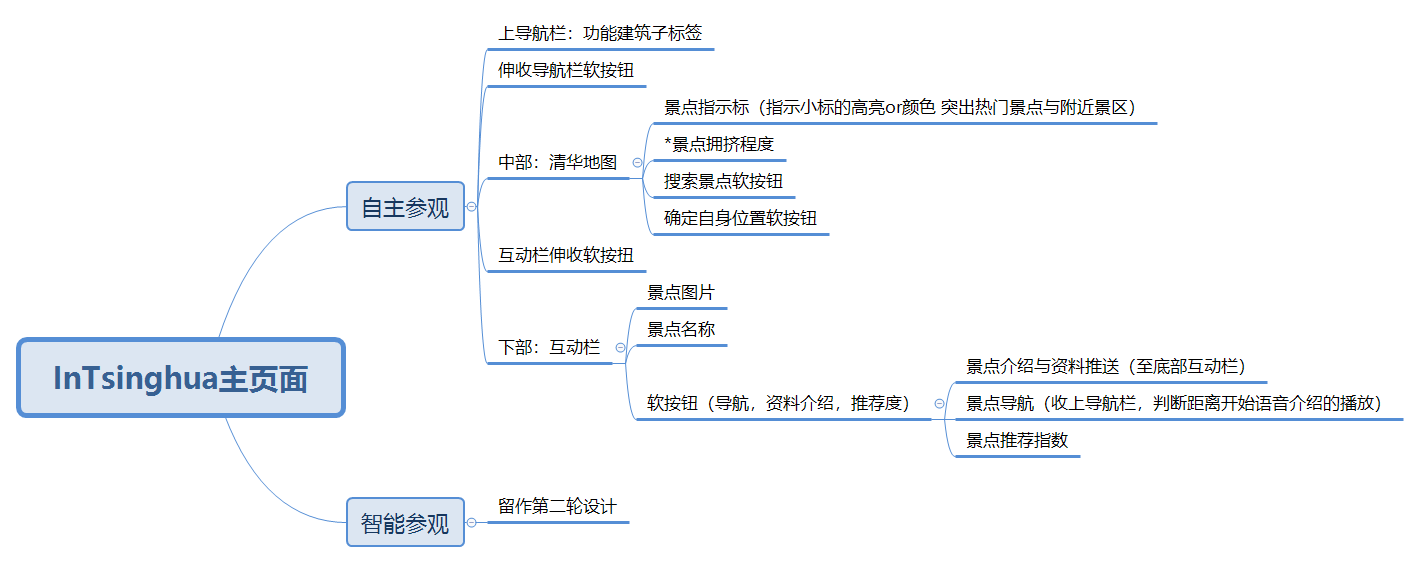 上导航栏：功能建筑子标签
伸收导航栏软按钮
景点指示标（指示小标的高亮or颜色 突出热门景点与附近景区）
*景点拥挤程度
中部：清华地图
搜索景点软按钮
自主参观
确定自身位置软按钮
互动栏伸收软按扭
景点图片
景点名称
下部：互动栏
景点介绍与资料推送（至底部互动栏）
InTsinghua主页面
软按钮（导航，资料介绍，推荐度）
景点导航（收上导航栏，判断距离开始语音介绍的播放）
景点推荐指数
智能参观
留作第二轮设计